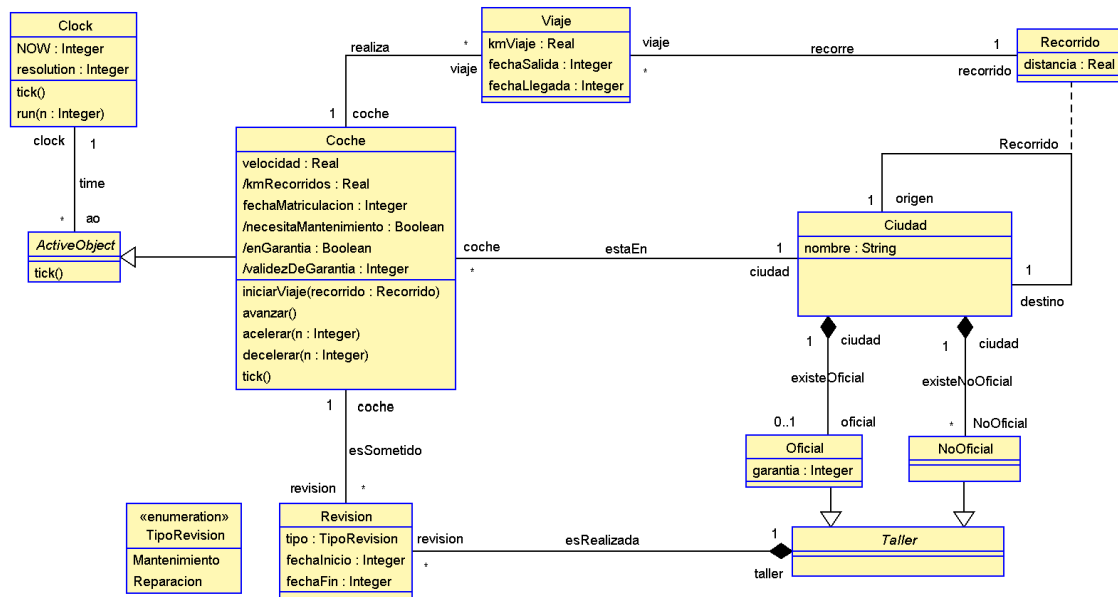 Clock
NOW : Integer
resolution : Integer
tick()
run(n : Integer)
clock
1
time
*
ao
ActiveObject
tick()
realiza
*
viaje
1
coche
Viaje
kmViaje : Real
fechaSalida : Integer
fechaLlegada : Integer
viaje
*
recorre
1
recorrido
Recorrido
distancia : Real
Recorrido
Coche
velocidad : Real
/kmRecorridos : Real
fechaMatriculacion : Integer
/necesitaMantenimiento : Boolean
/enGarantia : Boolean
/validezDeGarantia : Integer
iniciarViaje(recorrido : Recorrido)
avanzar()
acelerar(n : Integer)
decelerar(n : Integer)
tick()
coche
*
estaEn
1
ciudad
1
origen
Ciudad
nombre : String
1
destino
1
ciudad
existeOficial
0..1
oficial
1
ciudad
existeNoOficial
*
NoOficial
Oficial
garantia : Integer
NoOficial
1
coche
esSometido
revision
*
«enumeration»
TipoRevision
Mantenimiento
Reparacion
Revision
tipo : TipoRevision
fechaInicio : Integer
fechaFin : Integer
revision
*
esRealizada
1
taller
Taller